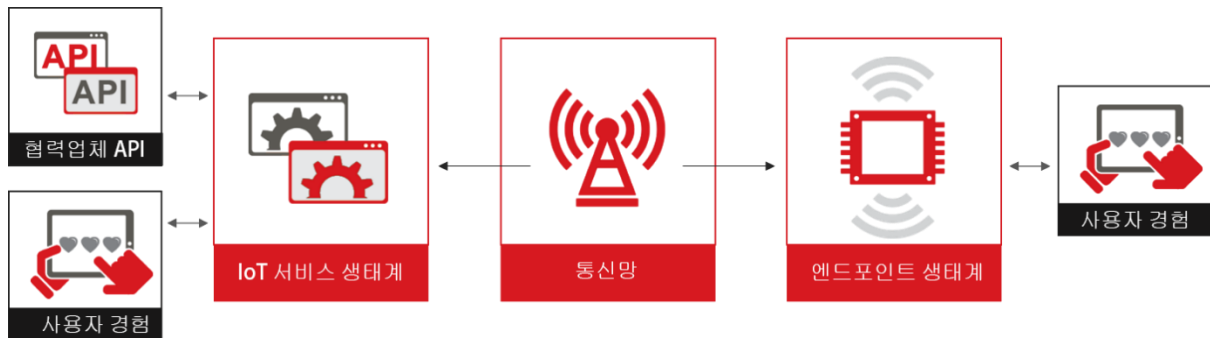 API
API
협력업체 API
사용자 경험
IoT 서비스 생태계
통신망
엔드포인트 생태계
사용자 경험